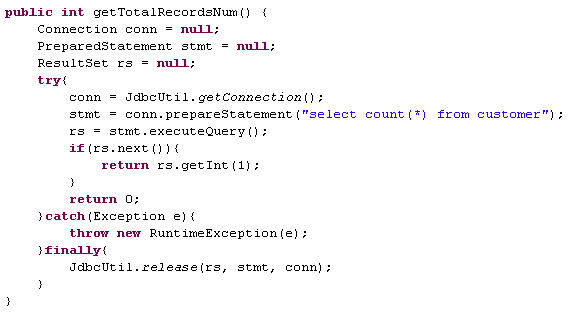 public int getTotalRecordsNum() {
    Connection conn = null;
    PreparedStatement stmt = null;
    ResultSet rs = null;
    try{
        conn = JdbcUtil.getConnection();
        stmt = conn.prepareStatement("select count(*) from customer");
        rs = stmt.executeQuery();
        if(rs.next()){
            return rs.getInt(1);
        }
        return 0;
    }catch(Exception e){
        throw new RuntimeException(e);
    }finally{
        JdbcUtil.release(rs, stmt, conn);
    }
}